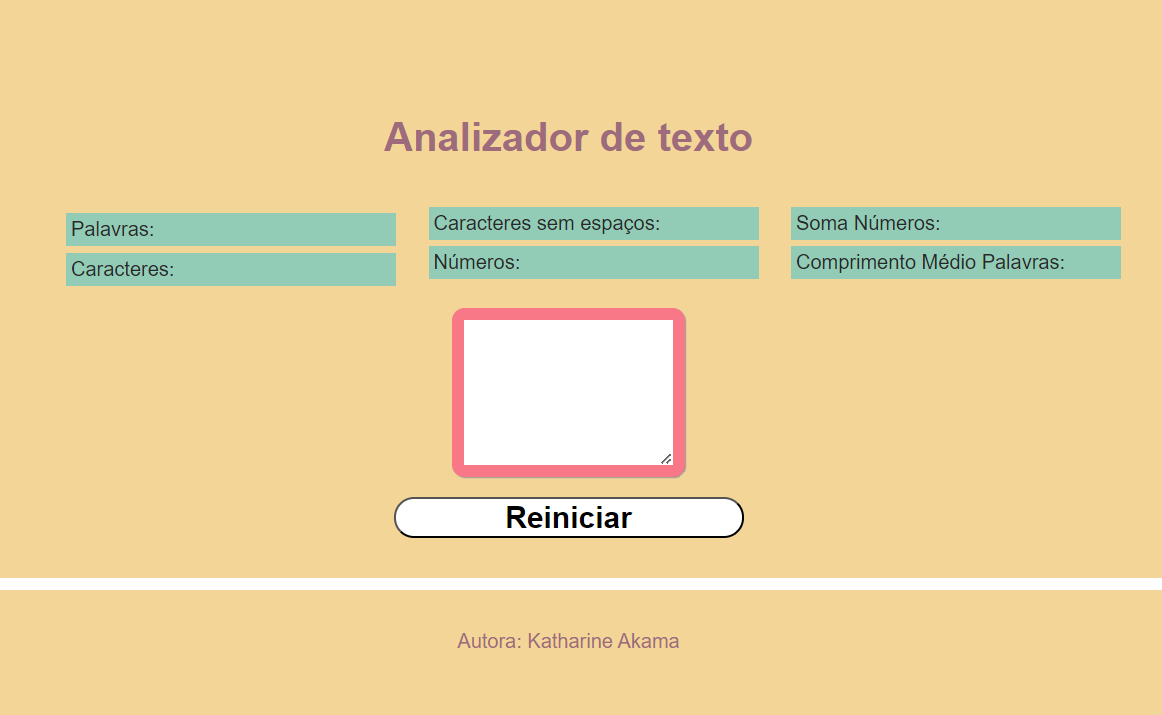 Analizador de texto
Palavras:
Caracteres:
Caracteres sem espaços:
Números:
Soma Números:
Comprimento Médio Palavras:
Reiniciar
Autora: Katharine Akama